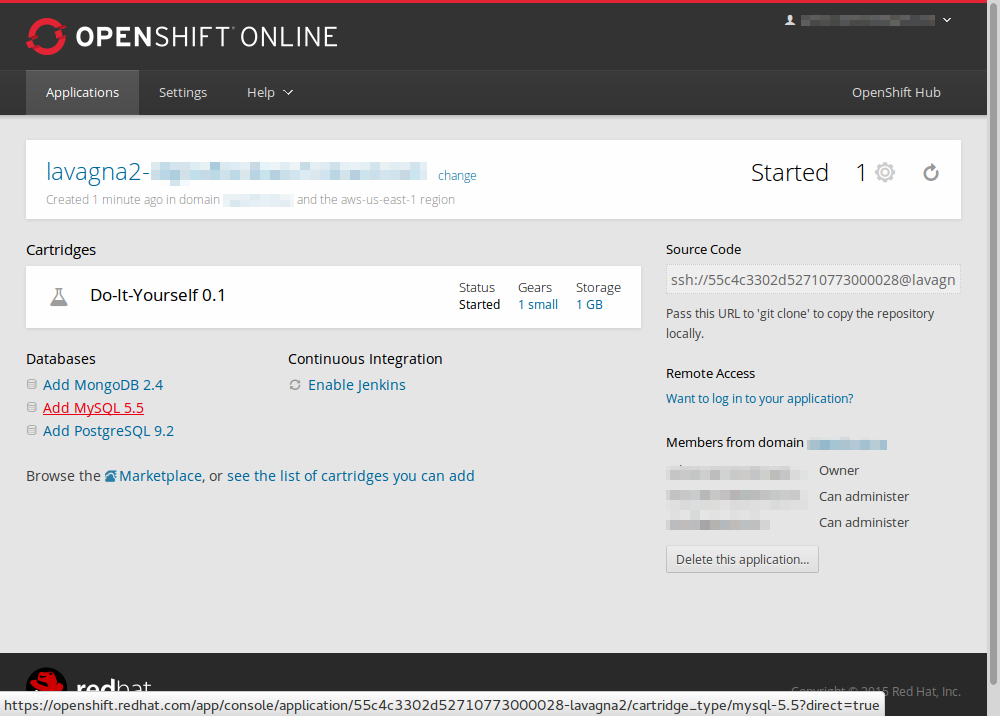 OPENSHIFT ONLINE
Applications Settings Help OpenShift Hub
lavagna2- change
Started 1
Created 1 minute ago in domain and the aws-us-east-1 region
Cartridges
Do-It-Yourself 0.1
Status Gears Storage
Started 1 small 1 GB
Databases
Add MongoDB 2.4
Add MySQL 5.5
Add PostgreSQL 9.2
Continuous Integration
Enable Jenkins
Browse the Marketplace, or see the list of cartridges you can add
Source Code
ssh://55c4c3302d52710773000028@lavagn
Pass this URL to 'git clone' to copy the repository
locally.
Remote Access
Want to log in to your application?
Members from domain
Owner
Can administer
Can administer
Delete this application...
redhat
Copyright © 2015 Red Hat, Inc.
https://openshift.redhat.com/app/console/application/55c4c3302d52710773000028-lavagna2/cartridge_type/mysql-5.5?direct=true